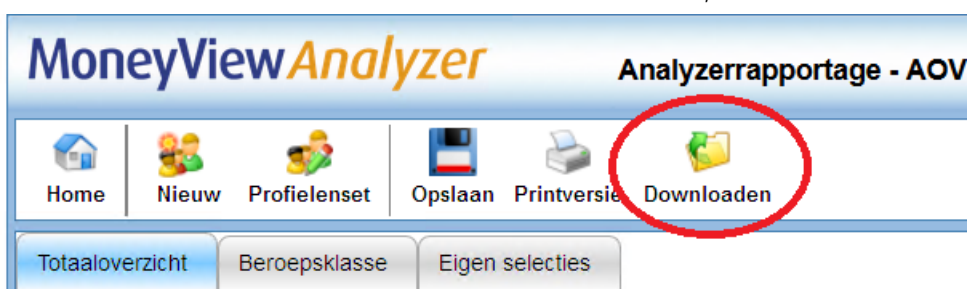 MoneyViewAnalyzer Analyzerrapportage - AOV
Home Nieuw Profielenset Opslaan Printversie Downloaden
Totaaloverzicht Beroepsklasse Eigen selecties